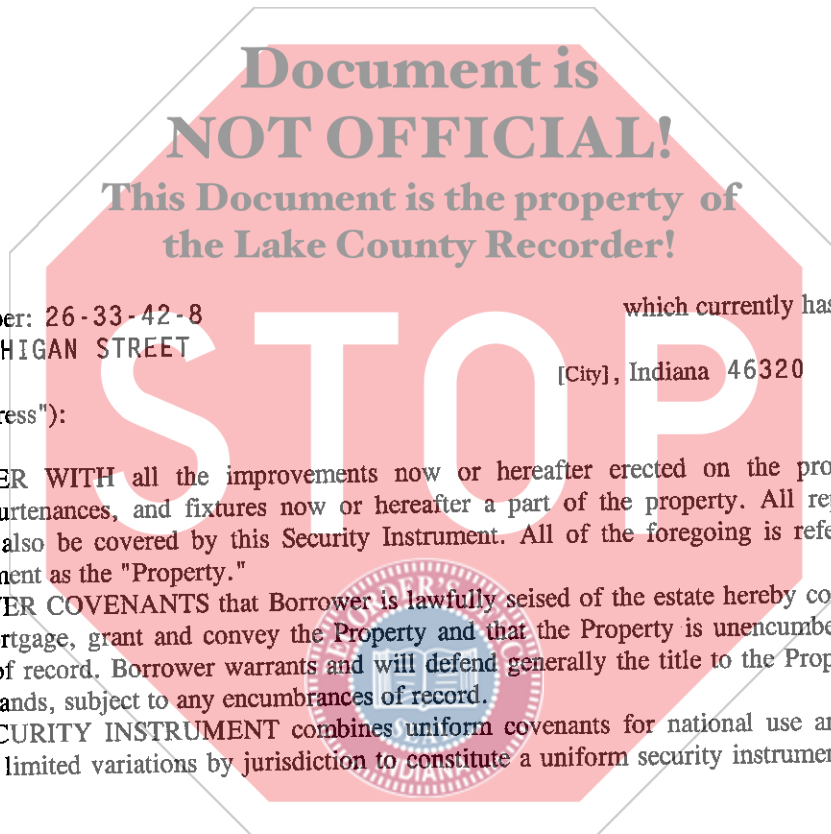 Document is
NOT OFFICIAL!
This Document is the property of
the Lake County Recorder!
ber: 26-33-42-8 which currently has
HIGAN STREET
[City], Indiana 46320
ress"):
STOP
ER WITH all the improvements now or hereafter erected on the pro
urtenances, and fixtures now or hereafter a part of the property. All rep
also be covered by this Security Instrument. All of the foregoing is refe
ment as the "Property."
ER COVENANTS that Borrower is lawfully seised of the estate hereby co
rtgage, grant and convey the Property and that the Property is unencumbe
of record. Borrower warrants and will defend generally the title to the Prop
ands, subject to any encumbrances of record.
CURITY INSTRUMENT combines uniform covenants for national use an
limited variations by jurisdiction to constitute a uniform security instrumen
SEAL
INDIANA